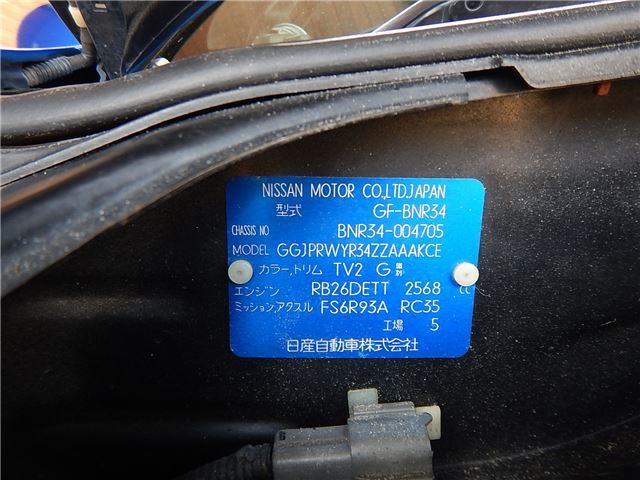 NISSAN MOTOR CO.,LTD.JAPAN
型式 GF-BNR34
CHASSIS NO BNR34-004705
MODEL GGJPRWYR34ZZAAAKCE
カラー,トリム TV2 G
エンジン RB26DETT 2568 cc
ミッション,アクスル FS6R93A RC35
工場 5
日産自動車株式会社